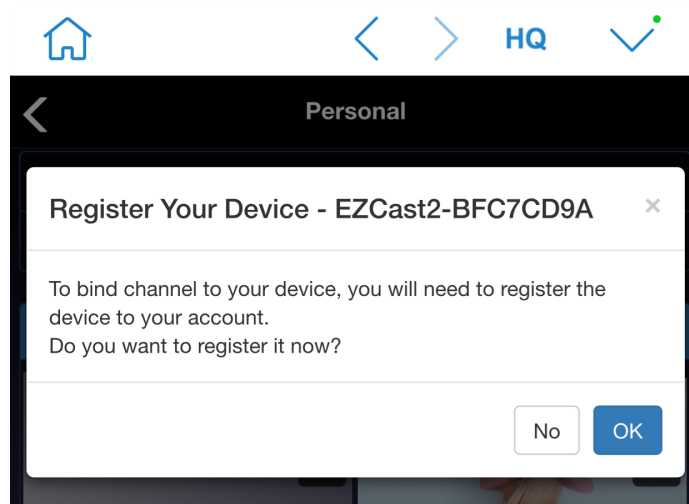 HQ
Personal
Register Your Device - EZCast2-BFC7CD9A ×
To bind channel to your device, you will need to register the
device to your account.
Do you want to register it now?
No OK